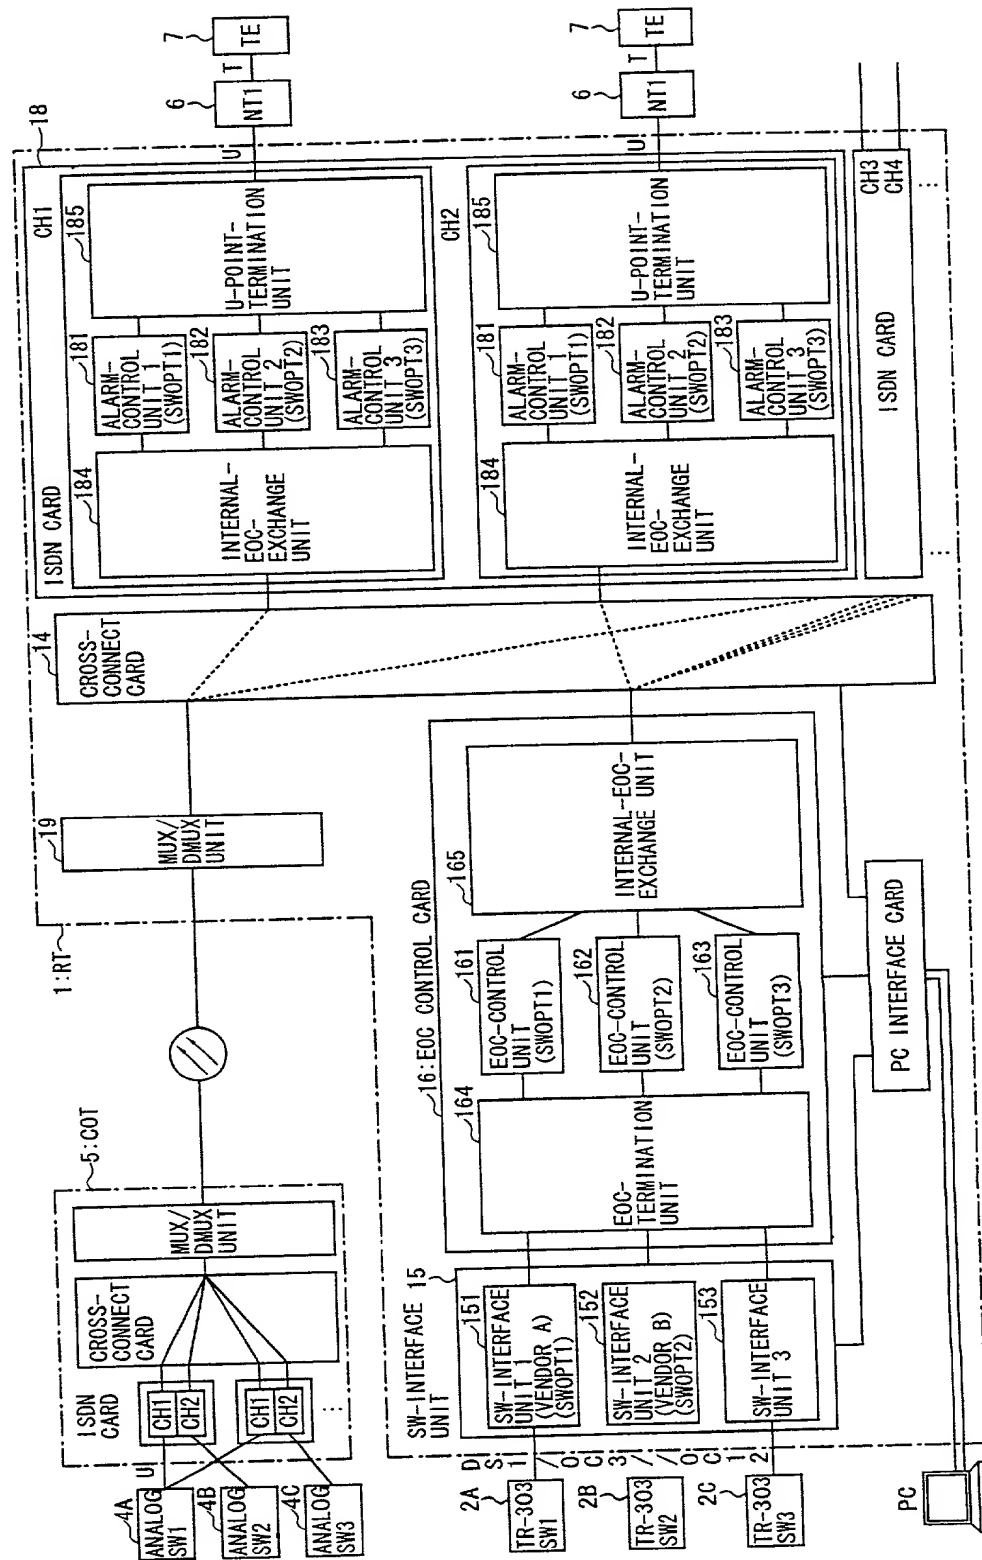 4A
ANALOG
SW1
4B
ANALOG
SW2
4C
ANALOG
SW3
U
5:COT
ISDN
CARD
CH1
CH2
CH1
CH2
...
CROSS-
CONNECT
CARD
MUX/
DMUX
UNIT
1:RT
19
MUX/
DMUX
UNIT
14
CROSS-
CONNECT
CARD
18
ISDN CARD
CH1
184
INTERNAL-
EOC-
EXCHANGE
UNIT
181
ALARM-
CONTROL
UNIT 1
(SWOPT1)
182
ALARM-
CONTROL
UNIT 2
(SWOPT2)
183
ALARM-
CONTROL
UNIT 3
(SWOPT3)
185
U-POINT-
TERMINATION
UNIT
U
6
NT1
T
7
TE
CH2
184
INTERNAL-
EOC-
EXCHANGE
UNIT
181
ALARM-
CONTROL
UNIT 1
(SWOPT1)
182
ALARM-
CONTROL
UNIT 2
(SWOPT2)
183
ALARM-
CONTROL
UNIT 3
(SWOPT3)
185
U-POINT-
TERMINATION
UNIT
U
6
NT1
T
7
TE
ISDN CARD
CH3
CH4
...
...
2A
TR-303
SW1
2B
TR-303
SW2
2C
TR-303
SW3
DS1/OC3/OC12
SW-INTERFACE
UNIT
15
151
SW-INTERFACE
UNIT 1
(VENDOR A)
(SWOPT1)
152
SW-INTERFACE
UNIT 2
(VENDOR B)
(SWOPT2)
153
SW-INTERFACE
UNIT 3
16:EOC CONTROL CARD
164
EOC-
TERMINATION
UNIT
161
EOC-CONTROL
UNIT
(SWOPT1)
162
EOC-CONTROL
UNIT
(SWOPT2)
163
EOC-CONTROL
UNIT
(SWOPT3)
165
INTERNAL-EOC-
EXCHANGE UNIT
PC INTERFACE CARD
PC